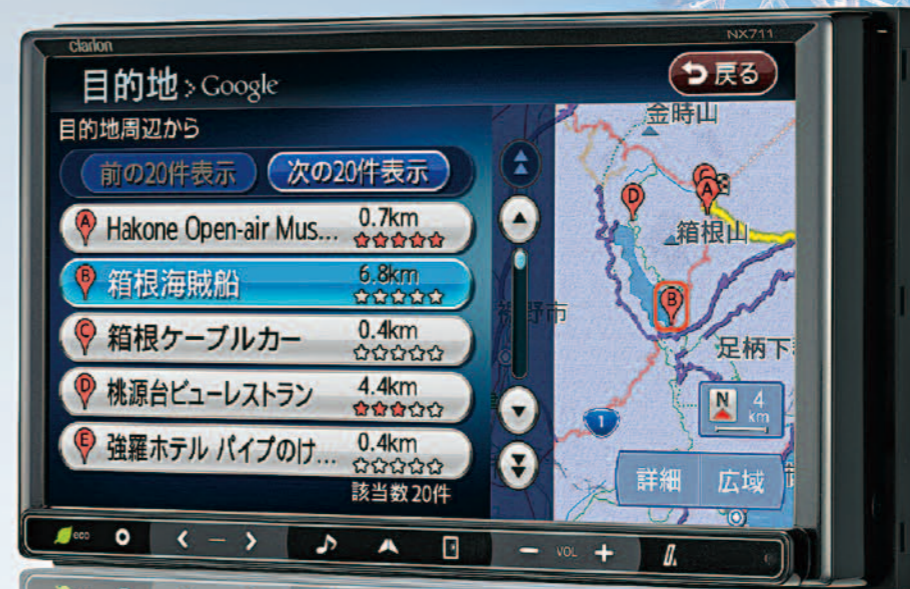 clarion
NX711
目的地 > Google
戻る
目的地周辺から
前の20件表示
次の20件表示
A Hakone Open-air Mus... 0.7km
B 箱根海賊船 6.8km
C 箱根ケーブルカー 0.4km
D 桃源台ビューレストラン 4.4km
E 強羅ホテル パイプのけ... 0.4km
該当数20件
金時山
D
C
A
箱根山
B
野市
足柄下
1
N 4
km
詳細
広域
eco
VOL